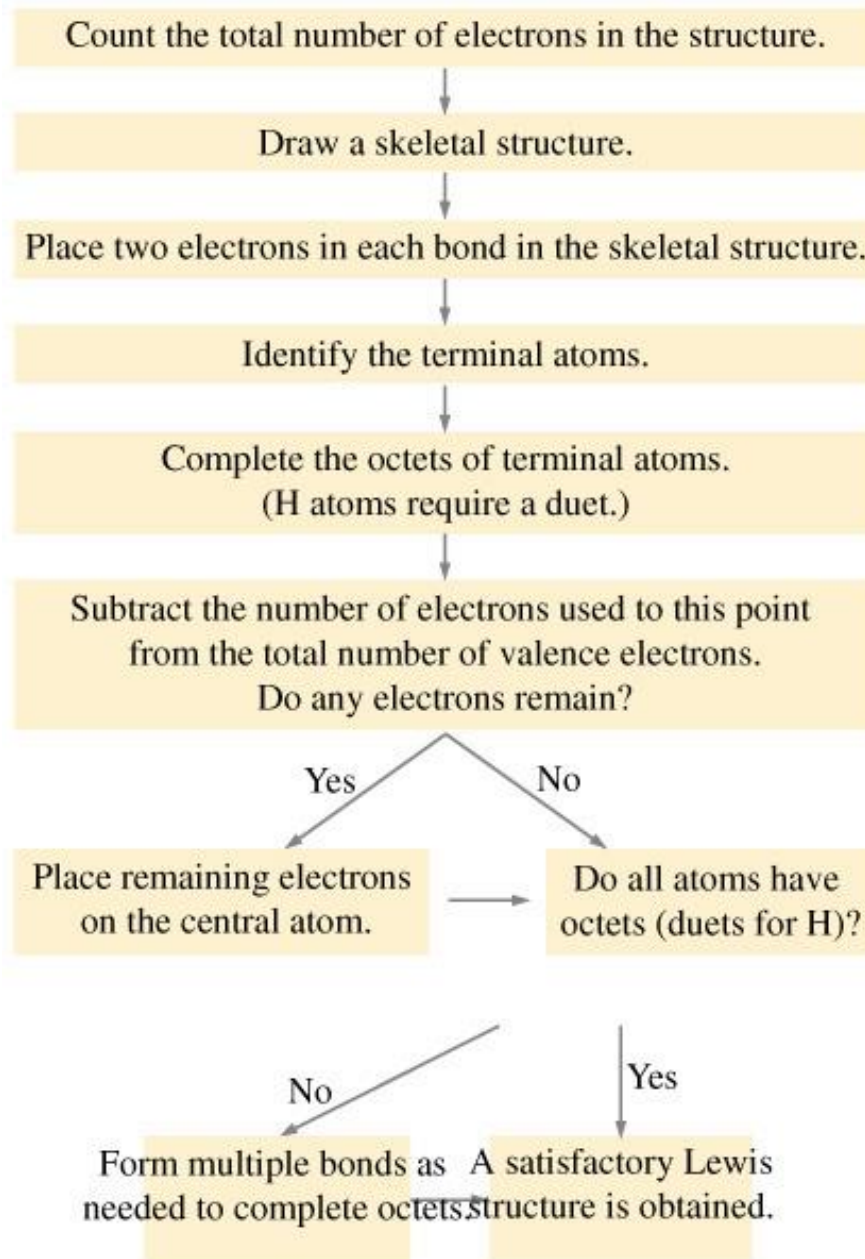 Count the total number of electrons in the structure.
Draw a skeletal structure.
Place two electrons in each bond in the skeletal structure.
Identify the terminal atoms.
Complete the octets of terminal atoms.
(H atoms require a duet.)
Subtract the number of electrons used to this point
from the total number of valence electrons.
Do any electrons remain?
Yes
No
Place remaining electrons
on the central atom.
Do all atoms have
octets (duets for H)?
No
Yes
Form multiple bonds as
needed to complete octets.
A satisfactory Lewis
structure is obtained.